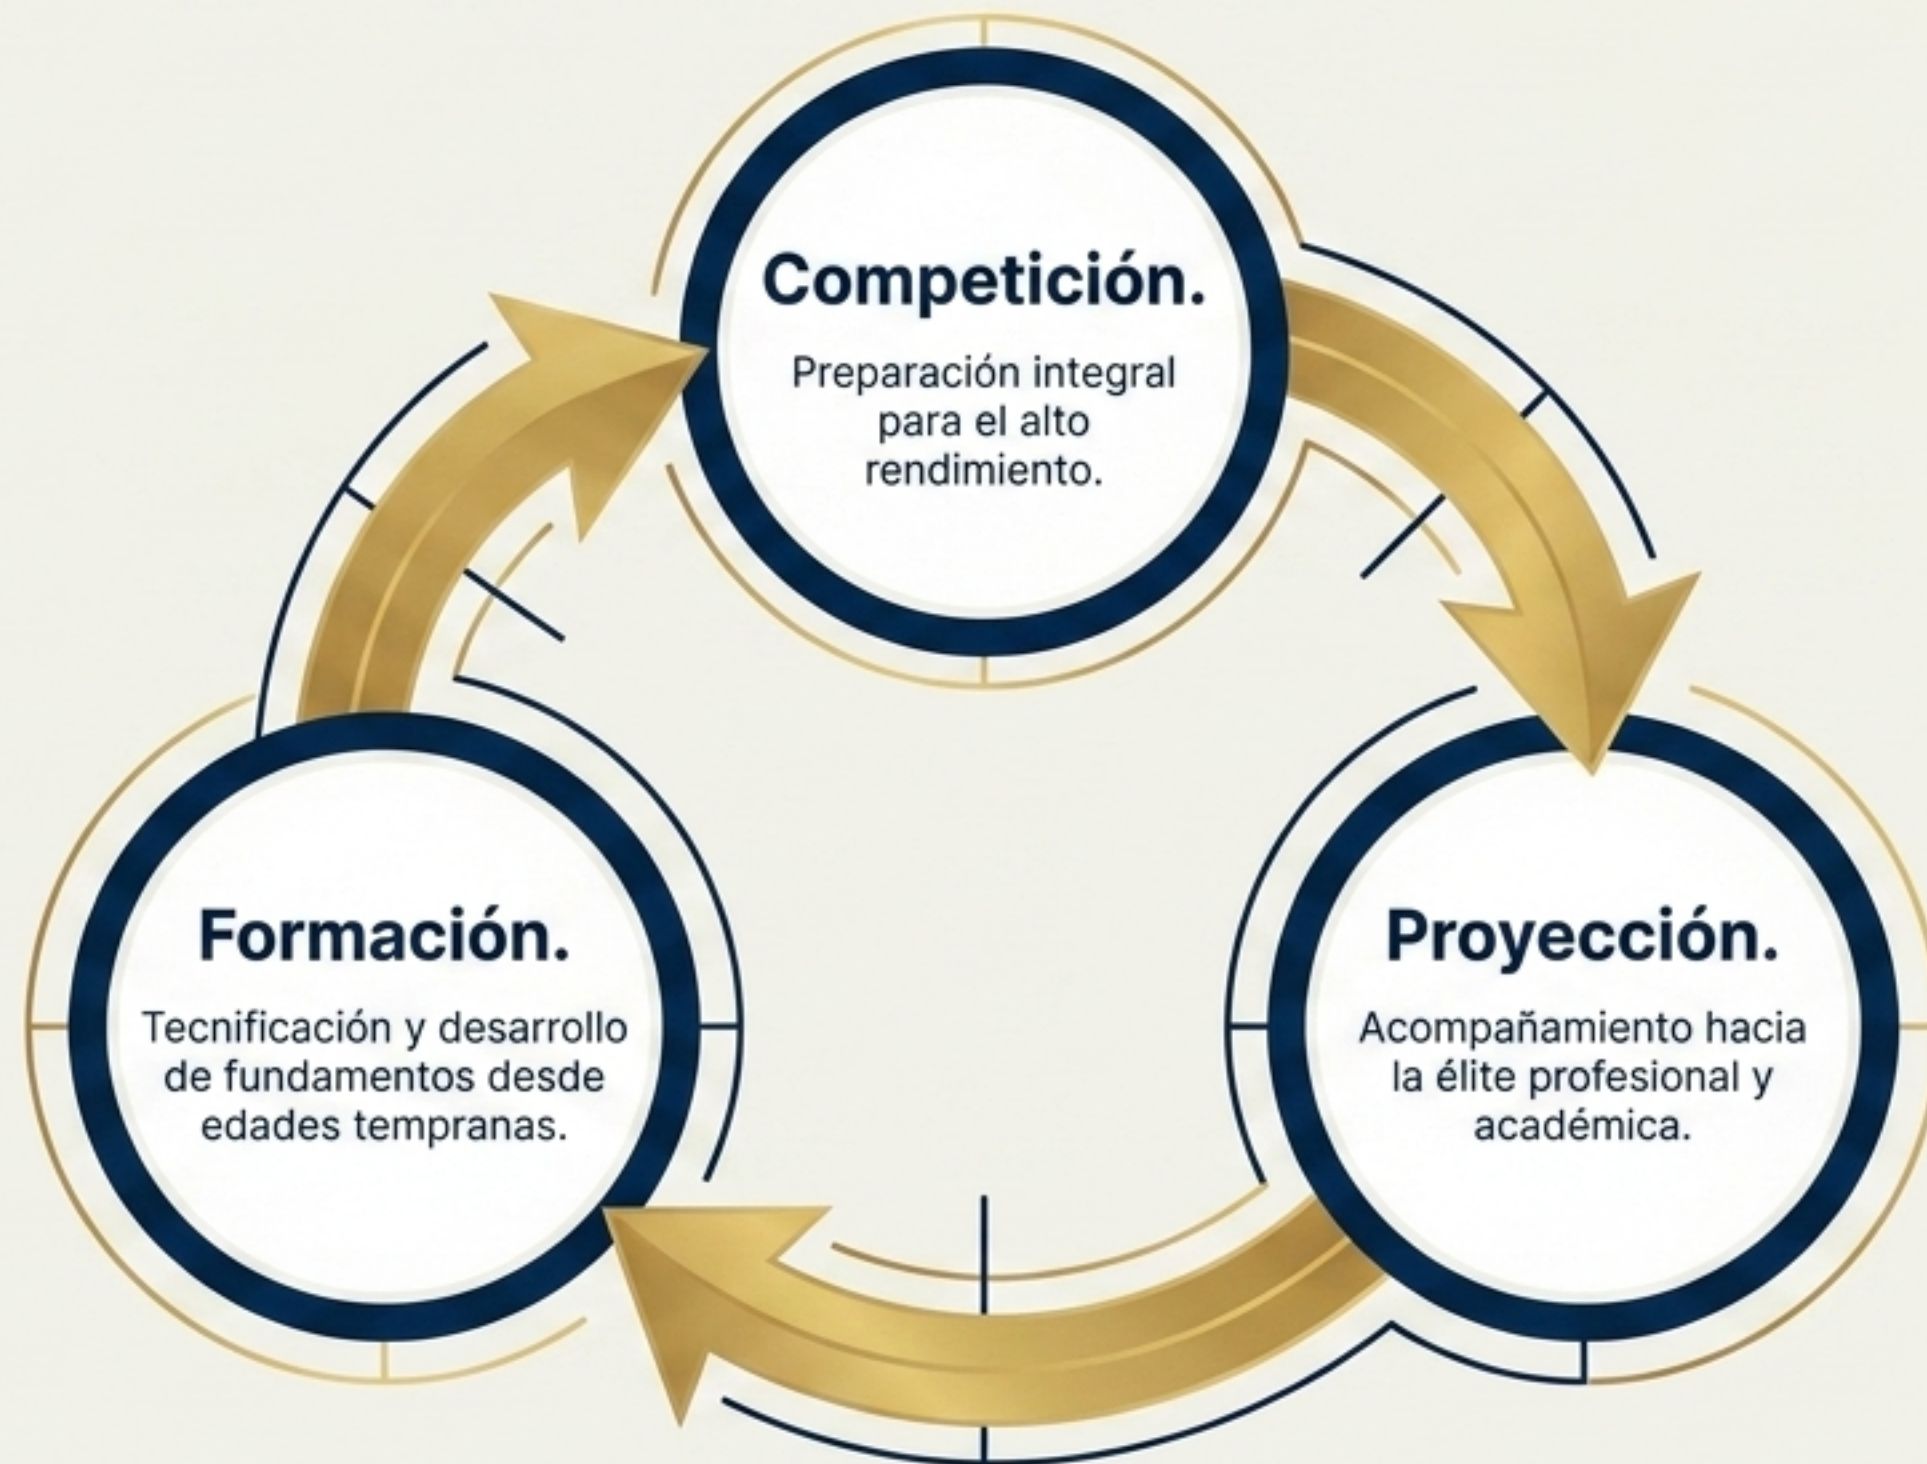 Competición.
Preparación integral
para el alto
rendimiento.
Formación.
Tecnificación y desarrollo
de fundamentos desde
edades tempranas.
Proyección.
Acompañamiento hacia
la élite profesional y
académica.